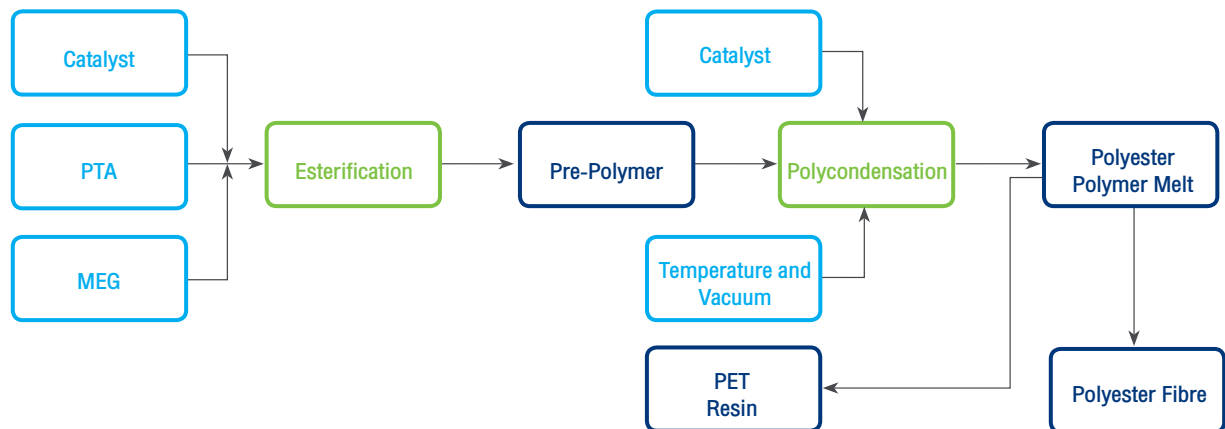 Catalyst
PTA
MEG
Esterification
Pre-Polymer
Catalyst
Polycondensation
Temperature and
Vacuum
Polyester
Polymer Melt
PET
Resin
Polyester Fibre